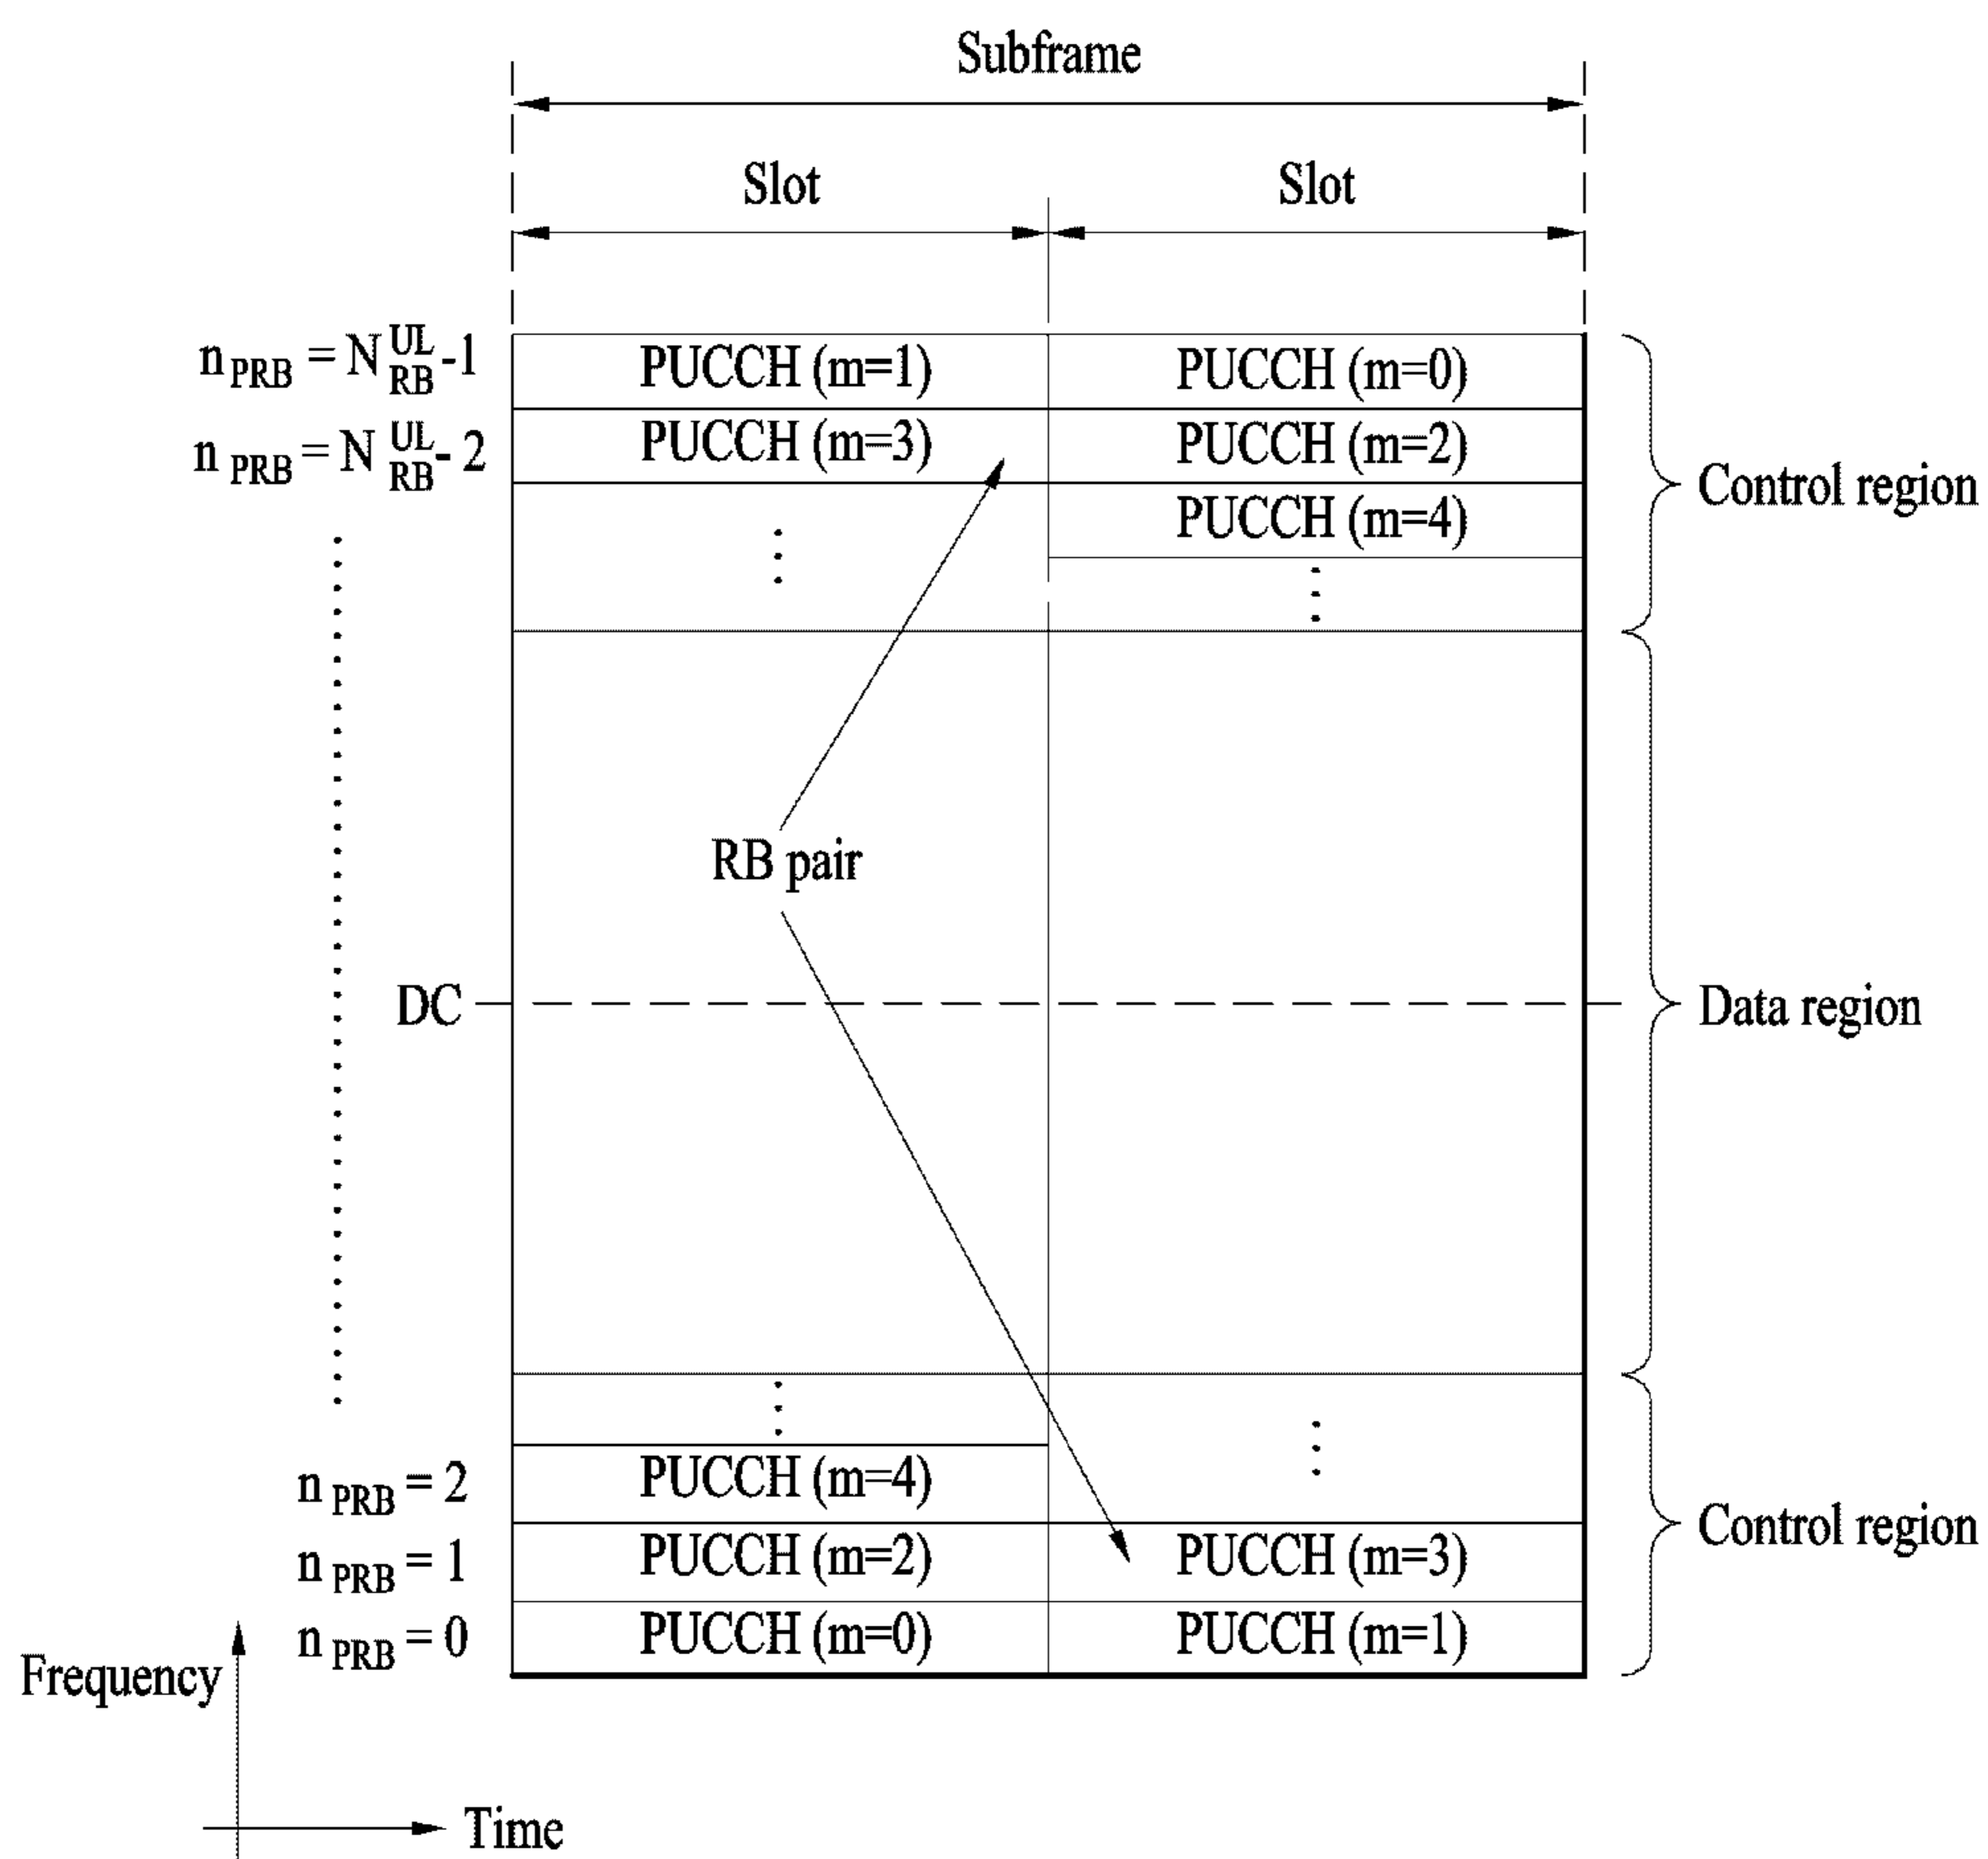 Subframe
Slot Slot
n PRB = N UL RB -1 PUCCH (m=1) PUCCH (m=0)
n PRB = N UL RB - 2 PUCCH (m=3) PUCCH (m=2)
Control region
PUCCH (m=4)
RB pair
DC Data region
n PRB = 2 PUCCH (m=4)
Control region
n PRB = 1 PUCCH (m=2) PUCCH (m=3)
n PRB = 0 PUCCH (m=0) PUCCH (m=1)
Frequency
Time